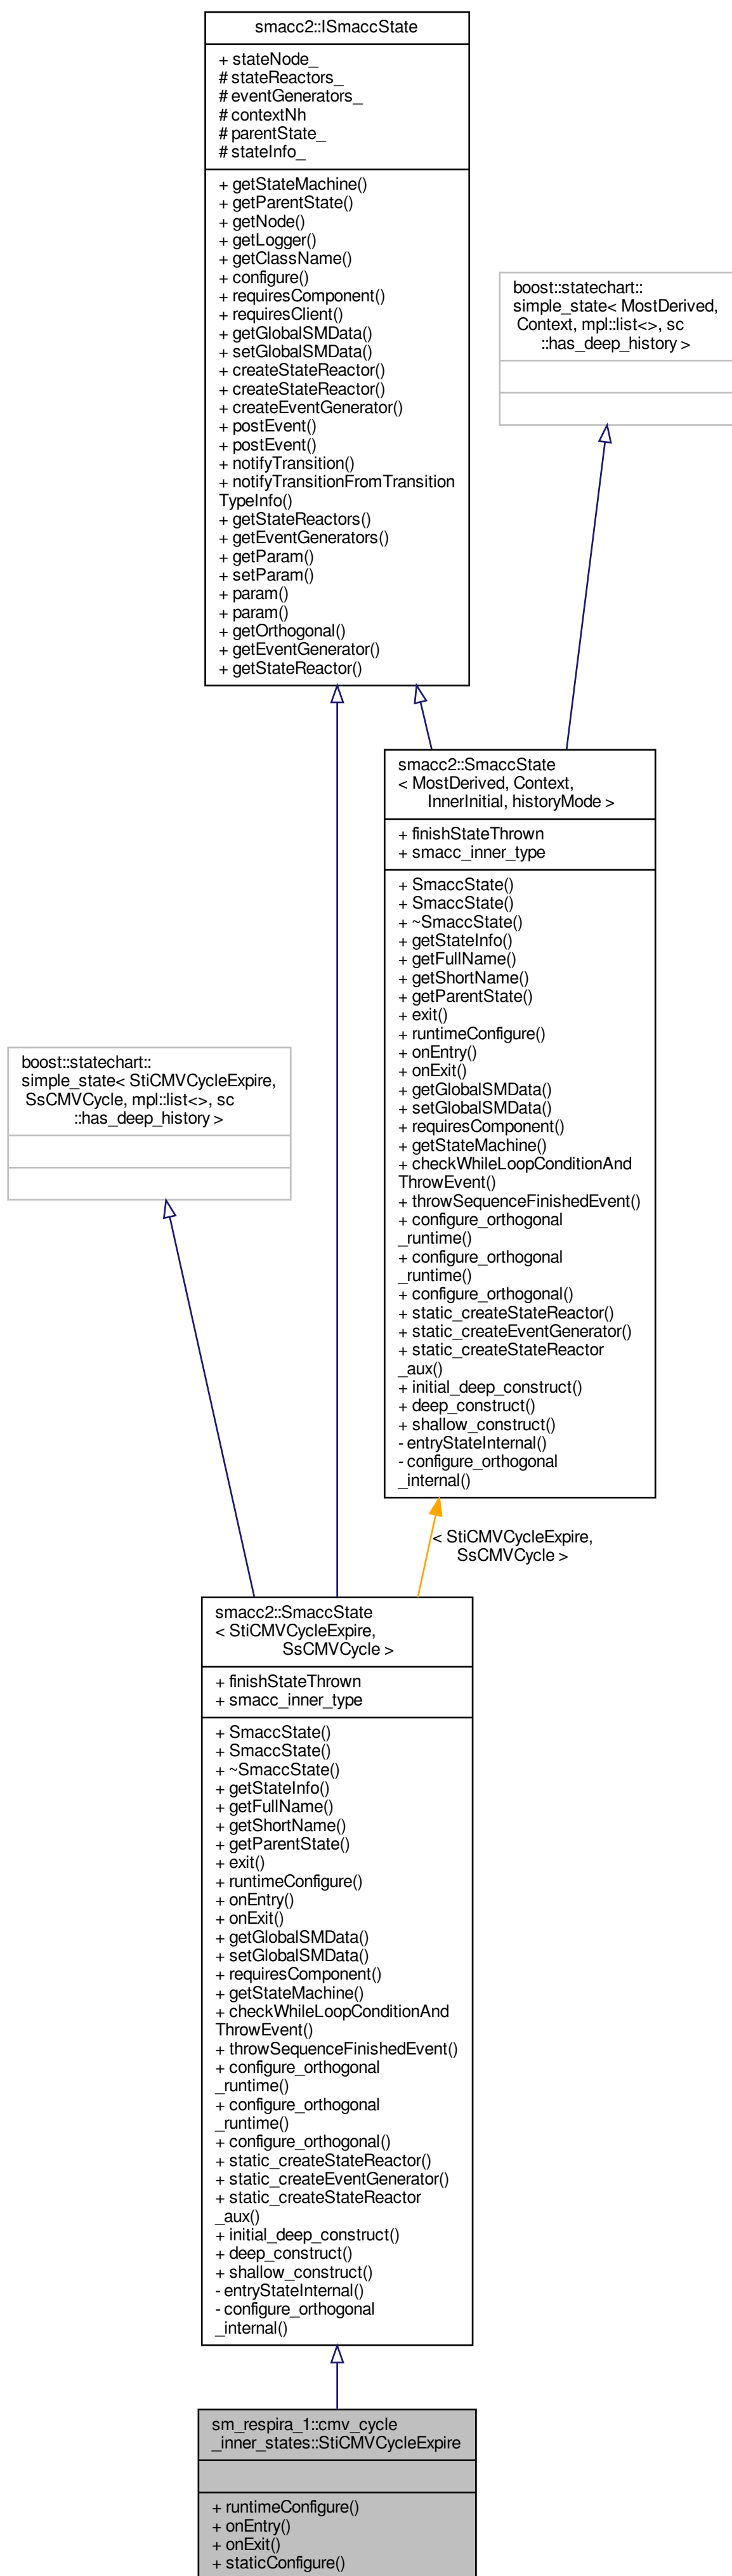 smacc2::ISmaccState
+ stateNode_
# stateReactors_
# eventGenerators_
# contextNh
# parentState_
# stateInfo_
+ getStateMachine()
+ getParentState()
+ getNode()
+ getLogger()
+ getClassName()
+ configure()
+ requiresComponent()
+ requiresClient()
+ getGlobalSMData()
+ setGlobalSMData()
+ createStateReactor()
+ createStateReactor()
+ createEventGenerator()
+ postEvent()
+ postEvent()
+ notifyTransition()
+ notifyTransitionFromTransition
TypeInfo()
+ getStateReactors()
+ getEventGenerators()
+ getParam()
+ setParam()
+ param()
+ param()
+ getOrthogonal()
+ getEventGenerator()
+ getStateReactor()
boost::statechart::
simple_state< MostDerived,
Context, mpl::list<>, sc
::has_deep_history >
smacc2::SmaccState
< MostDerived, Context,
InnerInitial, historyMode >
+ finishStateThrown
+ smacc_inner_type
+ SmaccState()
+ SmaccState()
+ ~SmaccState()
+ getStateInfo()
+ getFullName()
+ getShortName()
+ getParentState()
+ exit()
+ runtimeConfigure()
+ onEntry()
+ onExit()
+ getGlobalSMData()
+ setGlobalSMData()
+ requiresComponent()
+ getStateMachine()
+ checkWhileLoopConditionAnd
ThrowEvent()
+ throwSequenceFinishedEvent()
+ configure_orthogonal
_runtime()
+ configure_orthogonal
_runtime()
+ configure_orthogonal()
+ static_createStateReactor()
+ static_createEventGenerator()
+ static_createStateReactor
_aux()
+ initial_deep_construct()
+ deep_construct()
+ shallow_construct()
- entryStateInternal()
- configure_orthogonal
_internal()
boost::statechart::
simple_state< StiCMVCycleExpire,
SsCMVCycle, mpl::list<>, sc
::has_deep_history >
< StiCMVCycleExpire,
SsCMVCycle >
smacc2::SmaccState
< StiCMVCycleExpire,
SsCMVCycle >
+ finishStateThrown
+ smacc_inner_type
+ SmaccState()
+ SmaccState()
+ ~SmaccState()
+ getStateInfo()
+ getFullName()
+ getShortName()
+ getParentState()
+ exit()
+ runtimeConfigure()
+ onEntry()
+ onExit()
+ getGlobalSMData()
+ setGlobalSMData()
+ requiresComponent()
+ getStateMachine()
+ checkWhileLoopConditionAnd
ThrowEvent()
+ throwSequenceFinishedEvent()
+ configure_orthogonal
_runtime()
+ configure_orthogonal
_runtime()
+ configure_orthogonal()
+ static_createStateReactor()
+ static_createEventGenerator()
+ static_createStateReactor
_aux()
+ initial_deep_construct()
+ deep_construct()
+ shallow_construct()
- entryStateInternal()
- configure_orthogonal
_internal()
sm_respira_1::cmv_cycle
_inner_states::StiCMVCycleExpire
+ runtimeConfigure()
+ onEntry()
+ onExit()
+ staticConfigure()